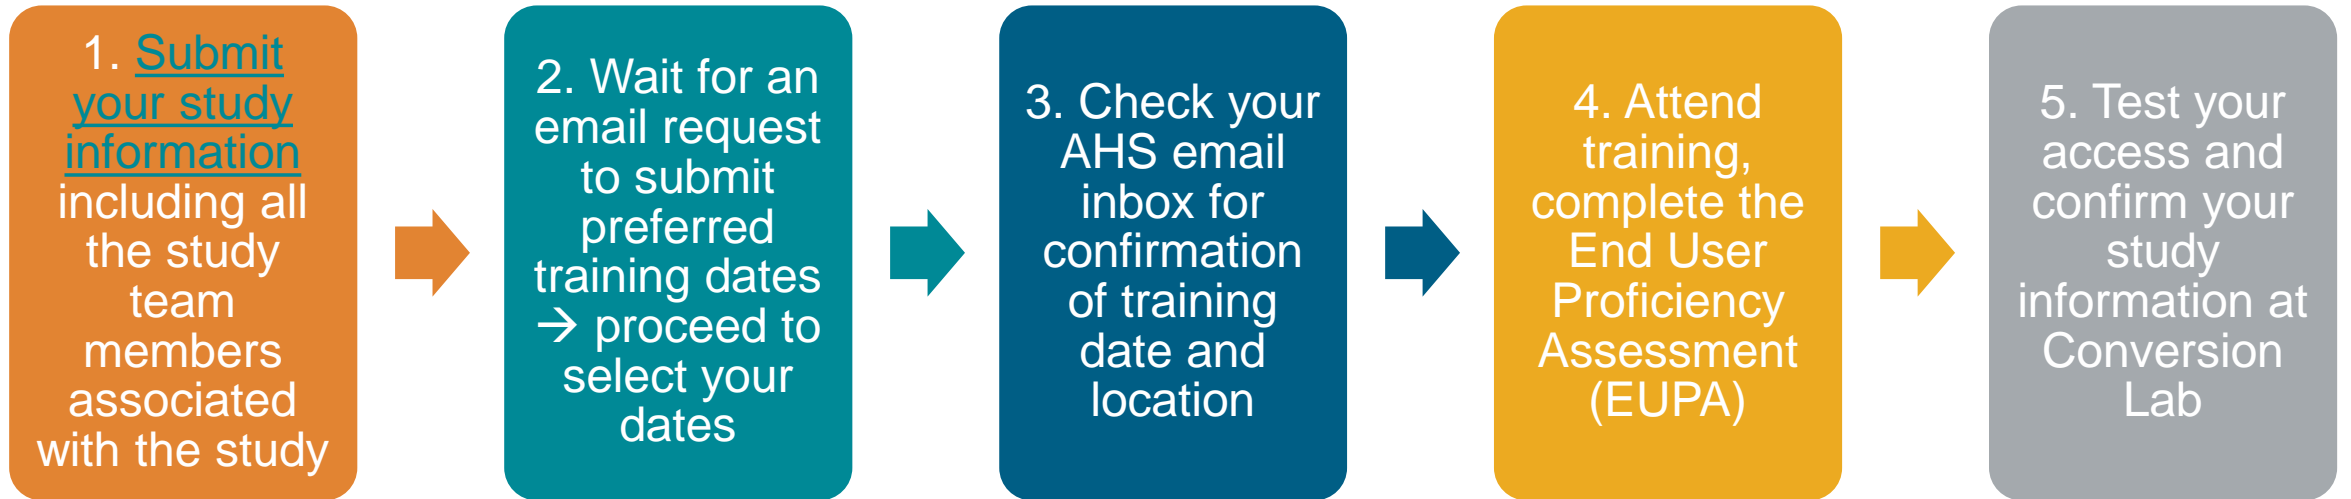 1. Submit
your study
information
including all
the study
team
members
associated
with the study
2. Wait for an
email request
to submit
preferred
training dates
→ proceed to
select your
dates
3. Check your
AHS email
inbox for
confirmation
of training
date and
location
4. Attend
training,
complete the
End User
Proficiency
Assessment
(EUPA)
5. Test your
access and
confirm your
study
information at
Conversion
Lab